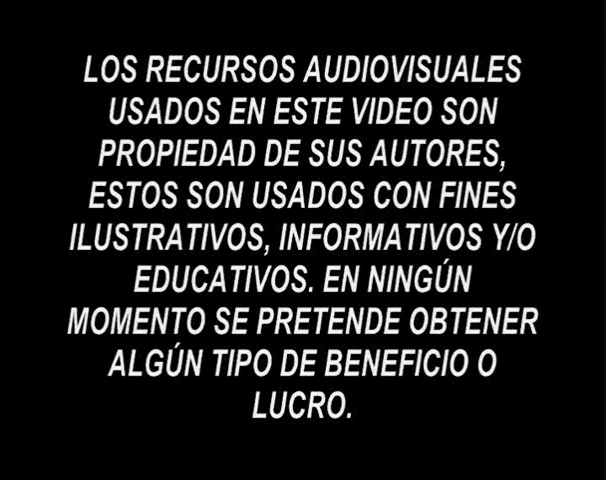 LOS RECURSOS AUDIOVISUALES
USADOS EN ESTE VIDEO SON
PROPIEDAD DE SUS AUTORES,
ESTOS SON USADOS CON FINES
ILUSTRATIVOS, INFORMATIVOS Y/O
EDUCATIVOS. EN NINGÚN
MOMENTO SE PRETENDE OBTENER
ALGÚN TIPO DE BENEFICIO O
LUCRO.